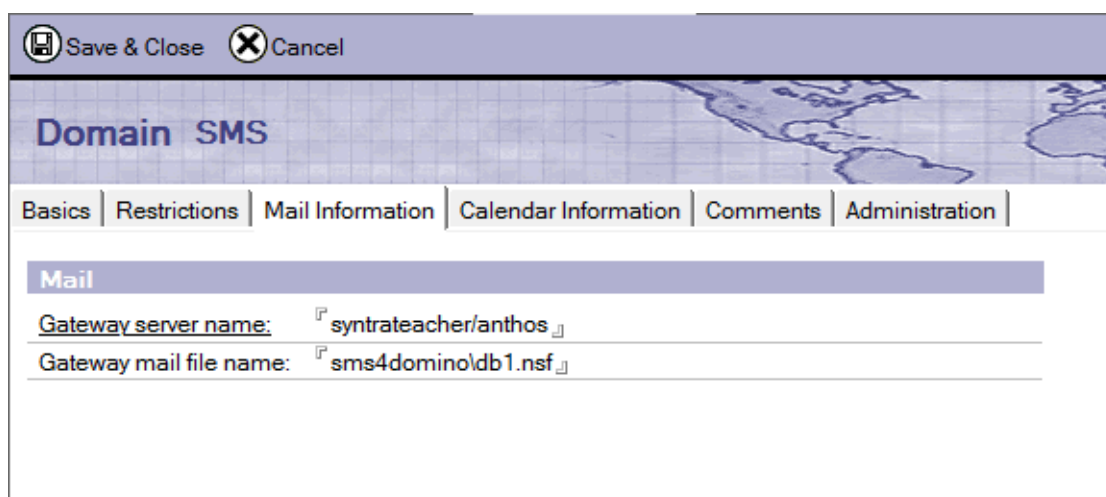 Save & Close Cancel
Domain SMS
Basics Restrictions Mail Information Calendar Information Comments Administration
Mail
Gateway server name: syntrateacher/anthos
Gateway mail file name: sms4domino\db1.nsf